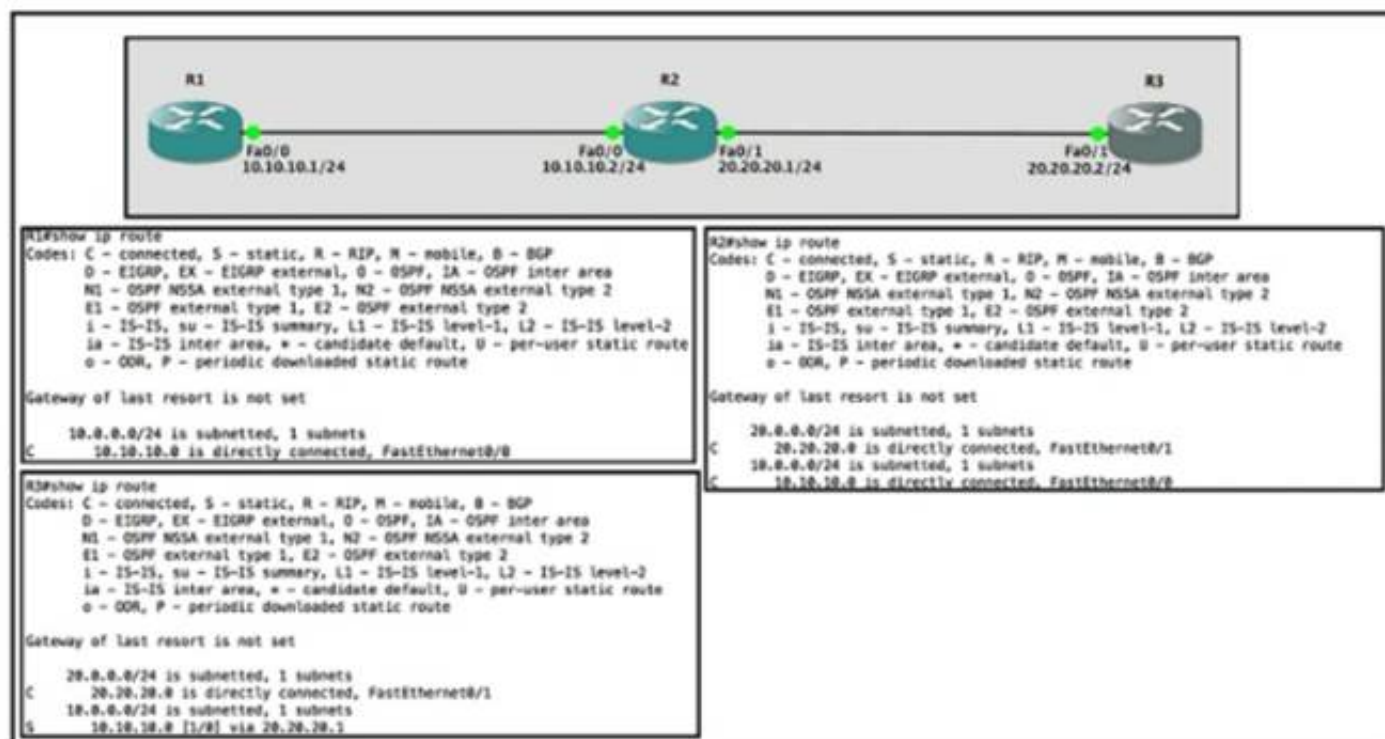 R1
R2
R3
Fa0/0
10.10.10.1/24
Fa0/0
10.10.10.2/24
Fa0/1
20.20.20.1/24
Fa0/1
20.20.20.2/24
R1#show ip route
Codes: C - connected, S - static, R - RIP, M - mobile, B - BGP
D - EIGRP, EX - EIGRP external, O - OSPF, IA - OSPF inter area
N1 - OSPF NSSA external type 1, N2 - OSPF NSSA external type 2
E1 - OSPF external type 1, E2 - OSPF external type 2
i - IS-IS, su - IS-IS summary, L1 - IS-IS level-1, L2 - IS-IS level-2
ia - IS-IS inter area, * - candidate default, U - per-user static route
o - ODR, P - periodic downloaded static route
Gateway of last resort is not set
10.0.0.0/24 is subnetted, 1 subnets
C 10.10.10.0 is directly connected, FastEthernet0/0
R2#show ip route
Codes: C - connected, S - static, R - RIP, M - mobile, B - BGP
D - EIGRP, EX - EIGRP external, O - OSPF, IA - OSPF inter area
N1 - OSPF NSSA external type 1, N2 - OSPF NSSA external type 2
E1 - OSPF external type 1, E2 - OSPF external type 2
i - IS-IS, su - IS-IS summary, L1 - IS-IS level-1, L2 - IS-IS level-2
ia - IS-IS inter area, * - candidate default, U - per-user static route
o - ODR, P - periodic downloaded static route
Gateway of last resort is not set
20.0.0.0/24 is subnetted, 1 subnets
C 20.20.20.0 is directly connected, FastEthernet0/1
10.0.0.0/24 is subnetted, 1 subnets
C 10.10.10.0 is directly connected, FastEthernet0/0
R3#show ip route
Codes: C - connected, S - static, R - RIP, M - mobile, B - BGP
D - EIGRP, EX - EIGRP external, O - OSPF, IA - OSPF inter area
N1 - OSPF NSSA external type 1, N2 - OSPF NSSA external type 2
E1 - OSPF external type 1, E2 - OSPF external type 2
i - IS-IS, su - IS-IS summary, L1 - IS-IS level-1, L2 - IS-IS level-2
ia - IS-IS inter area, * - candidate default, U - per-user static route
o - ODR, P - periodic downloaded static route
Gateway of last resort is not set
20.0.0.0/24 is subnetted, 1 subnets
C 20.20.20.0 is directly connected, FastEthernet0/1
10.0.0.0/24 is subnetted, 1 subnets
S 10.10.10.0 [1/0] via 20.20.20.1